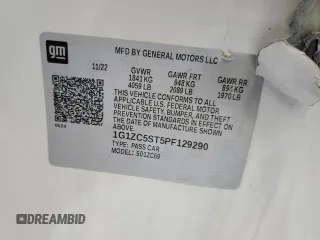 gm
MFD BY GENERAL MOTORS LLC
11/22
GVWR GAWR FRT GAWR RR
1841 KG 948 KG 894 KG
4059 LB 2089 LB 1970 LB
THIS VEHICLE CONFORMS TO ALL
APPLICABLE U.S. FEDERAL MOTOR
VEHICLE SAFETY, BUMPER, AND THEFT
PREVENTION STANDARDS IN EFFECT ON
THE DATE OF MANUFACTURE SHOWN ABOVE.
1G1ZC5ST5PF129290
TYPE: PASS CAR
MODEL:
DREAMBID